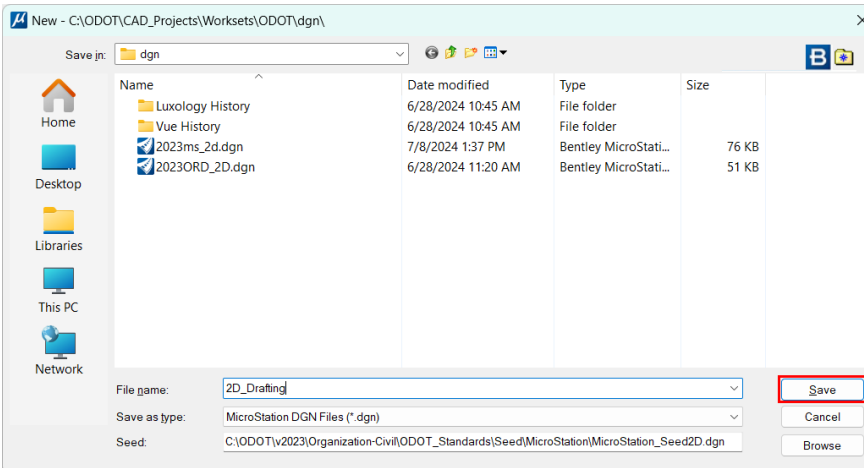 New - C:\ODOT\CAD_Projects\Worksets\ODOT\dgn\
Save in: dgn
Name Date modified Type Size
Luxology History 6/28/2024 10:45 AM File folder
Vue History 6/28/2024 10:45 AM File folder
2023ms_2d.dgn 7/8/2024 1:37 PM Bentley MicroStati... 76 KB
2023ORD_2D.dgn 6/28/2024 11:20 AM Bentley MicroStati... 51 KB
Home
Desktop
Libraries
This PC
Network
File name: 2D_Drafting Save
Save as type: MicroStation DGN Files (*.dgn) Cancel
Seed: C:\ODOT\v2023\Organization-Civil\ODOT_Standards\Seed\MicroStation\MicroStation_Seed2D.dgn Browse